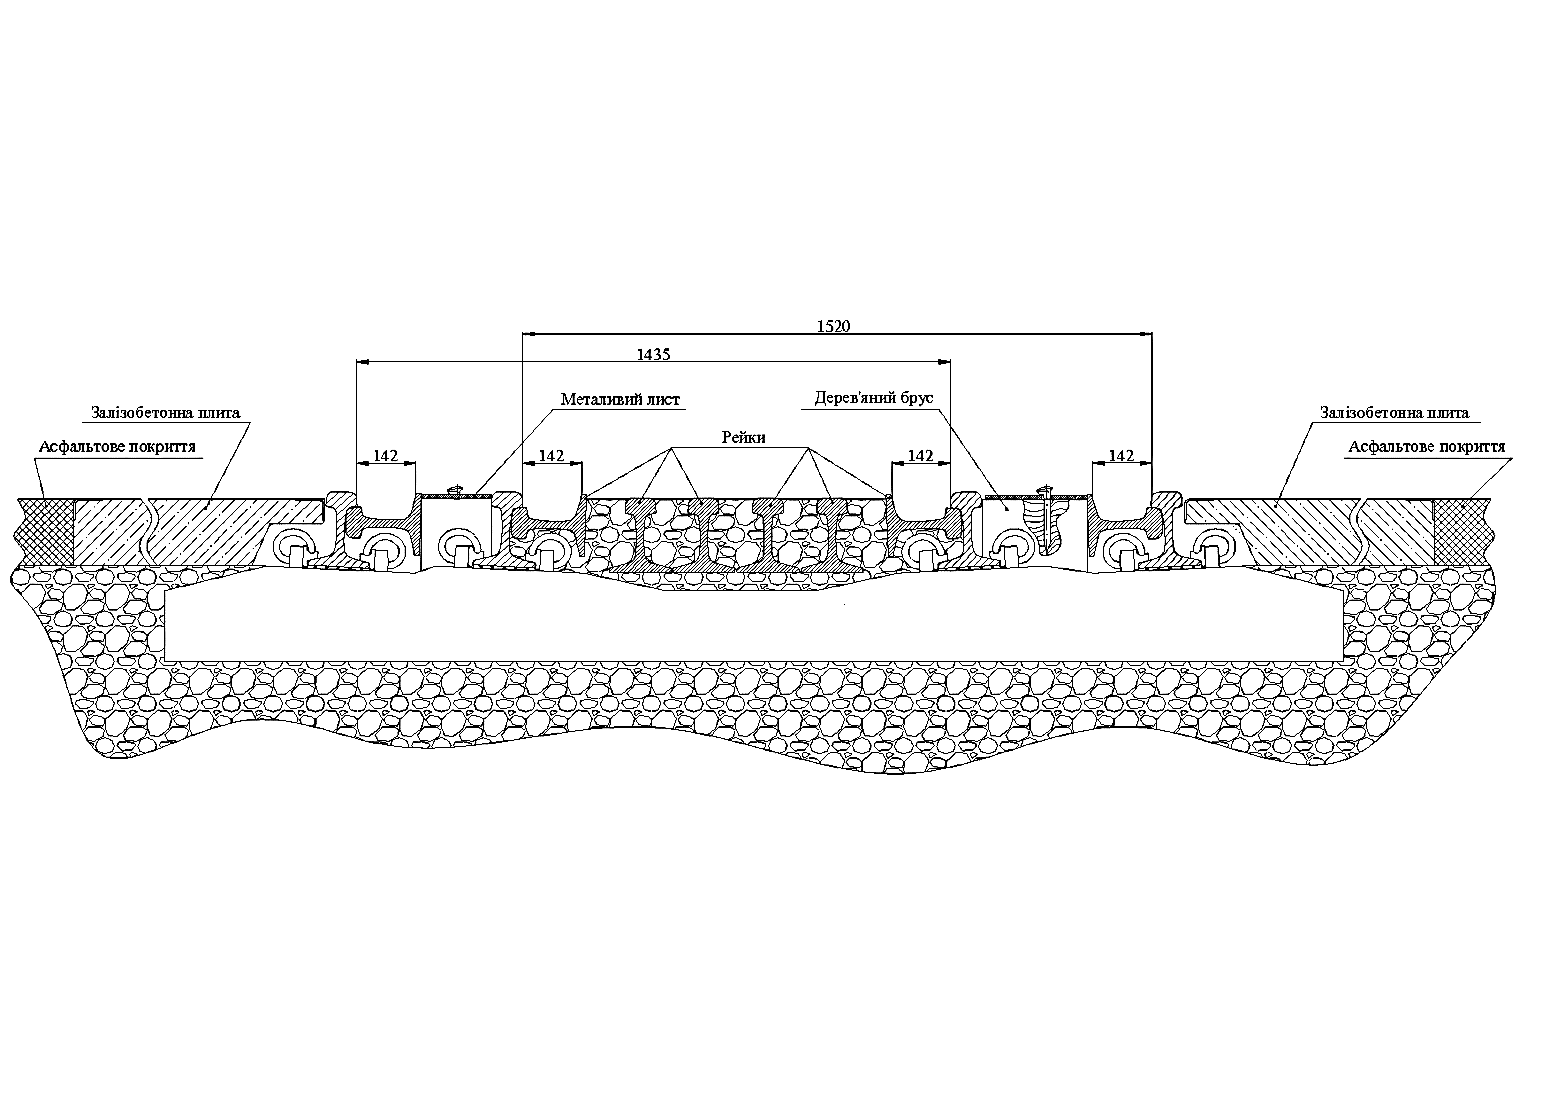 1520
1435
Металивий лист
Дерев'яний брус
Залізобетонна плита
Залізобетонна плита
Асфальтове покриття
Рейки
Асфальтове покриття
142
142
142
142